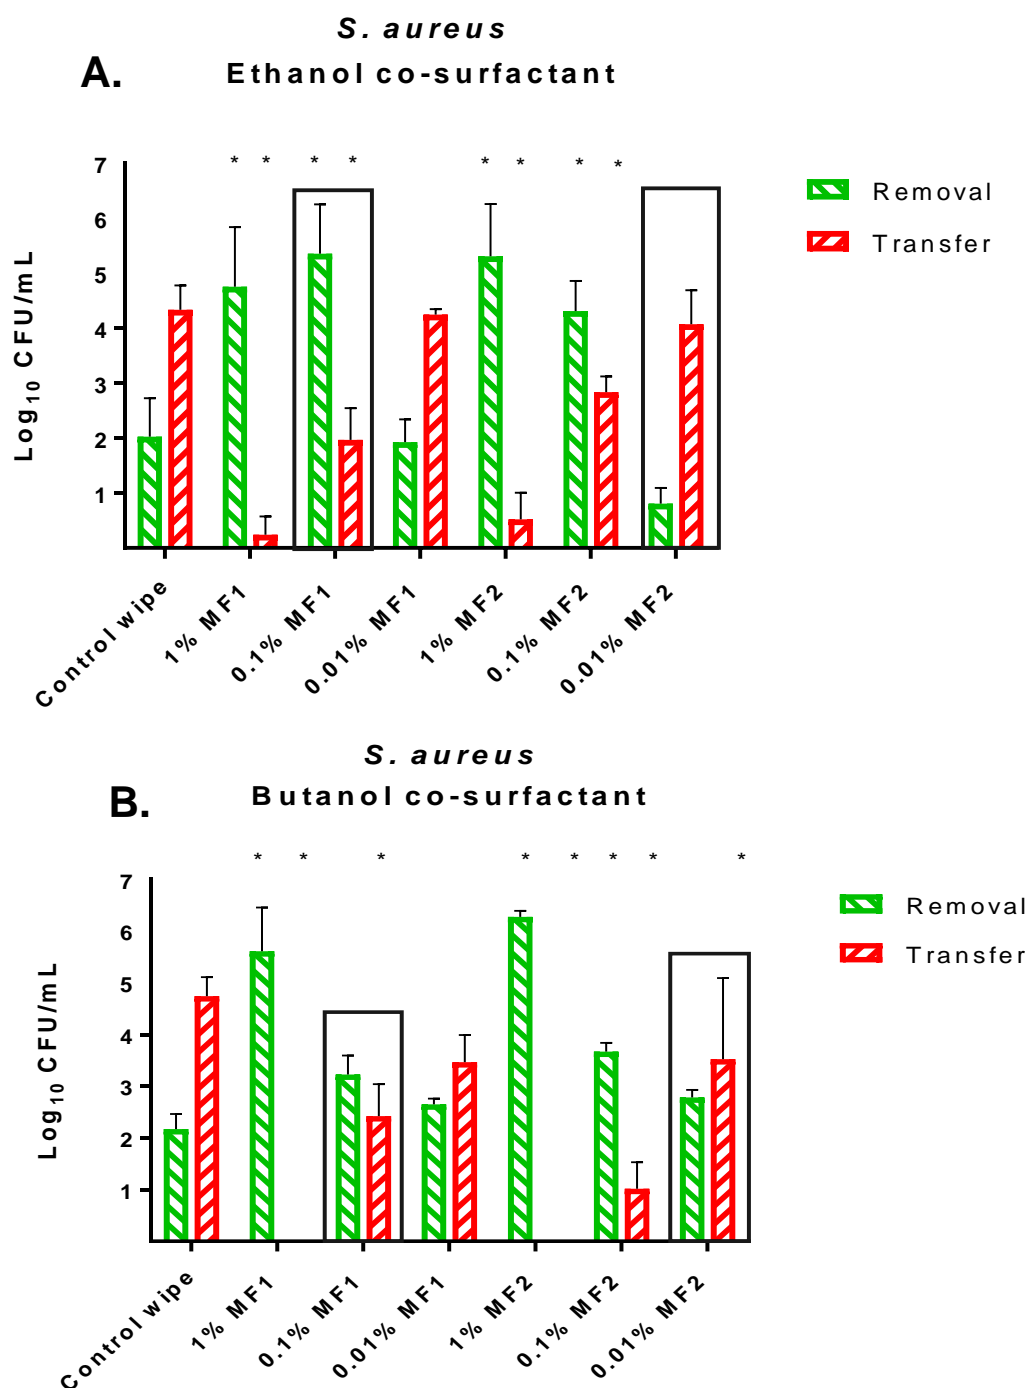 S. aureus
A. Ethanol co-surfactant
* * * * * * * *
7
6
5
4
3
2
1
Log10 CFU/mL
Removal
Transfer
Control wipe
1% MF1
0.1% MF1
0.01% MF1
1% MF2
0.1% MF2
0.01% MF2
S. aureus
B. Butanol co-surfactant
* * * * * * * *
7
6
5
4
3
2
1
Log10 CFU/mL
Removal
Transfer
Control wipe
1% MF1
0.1% MF1
0.01% MF1
1% MF2
0.1% MF2
0.01% MF2